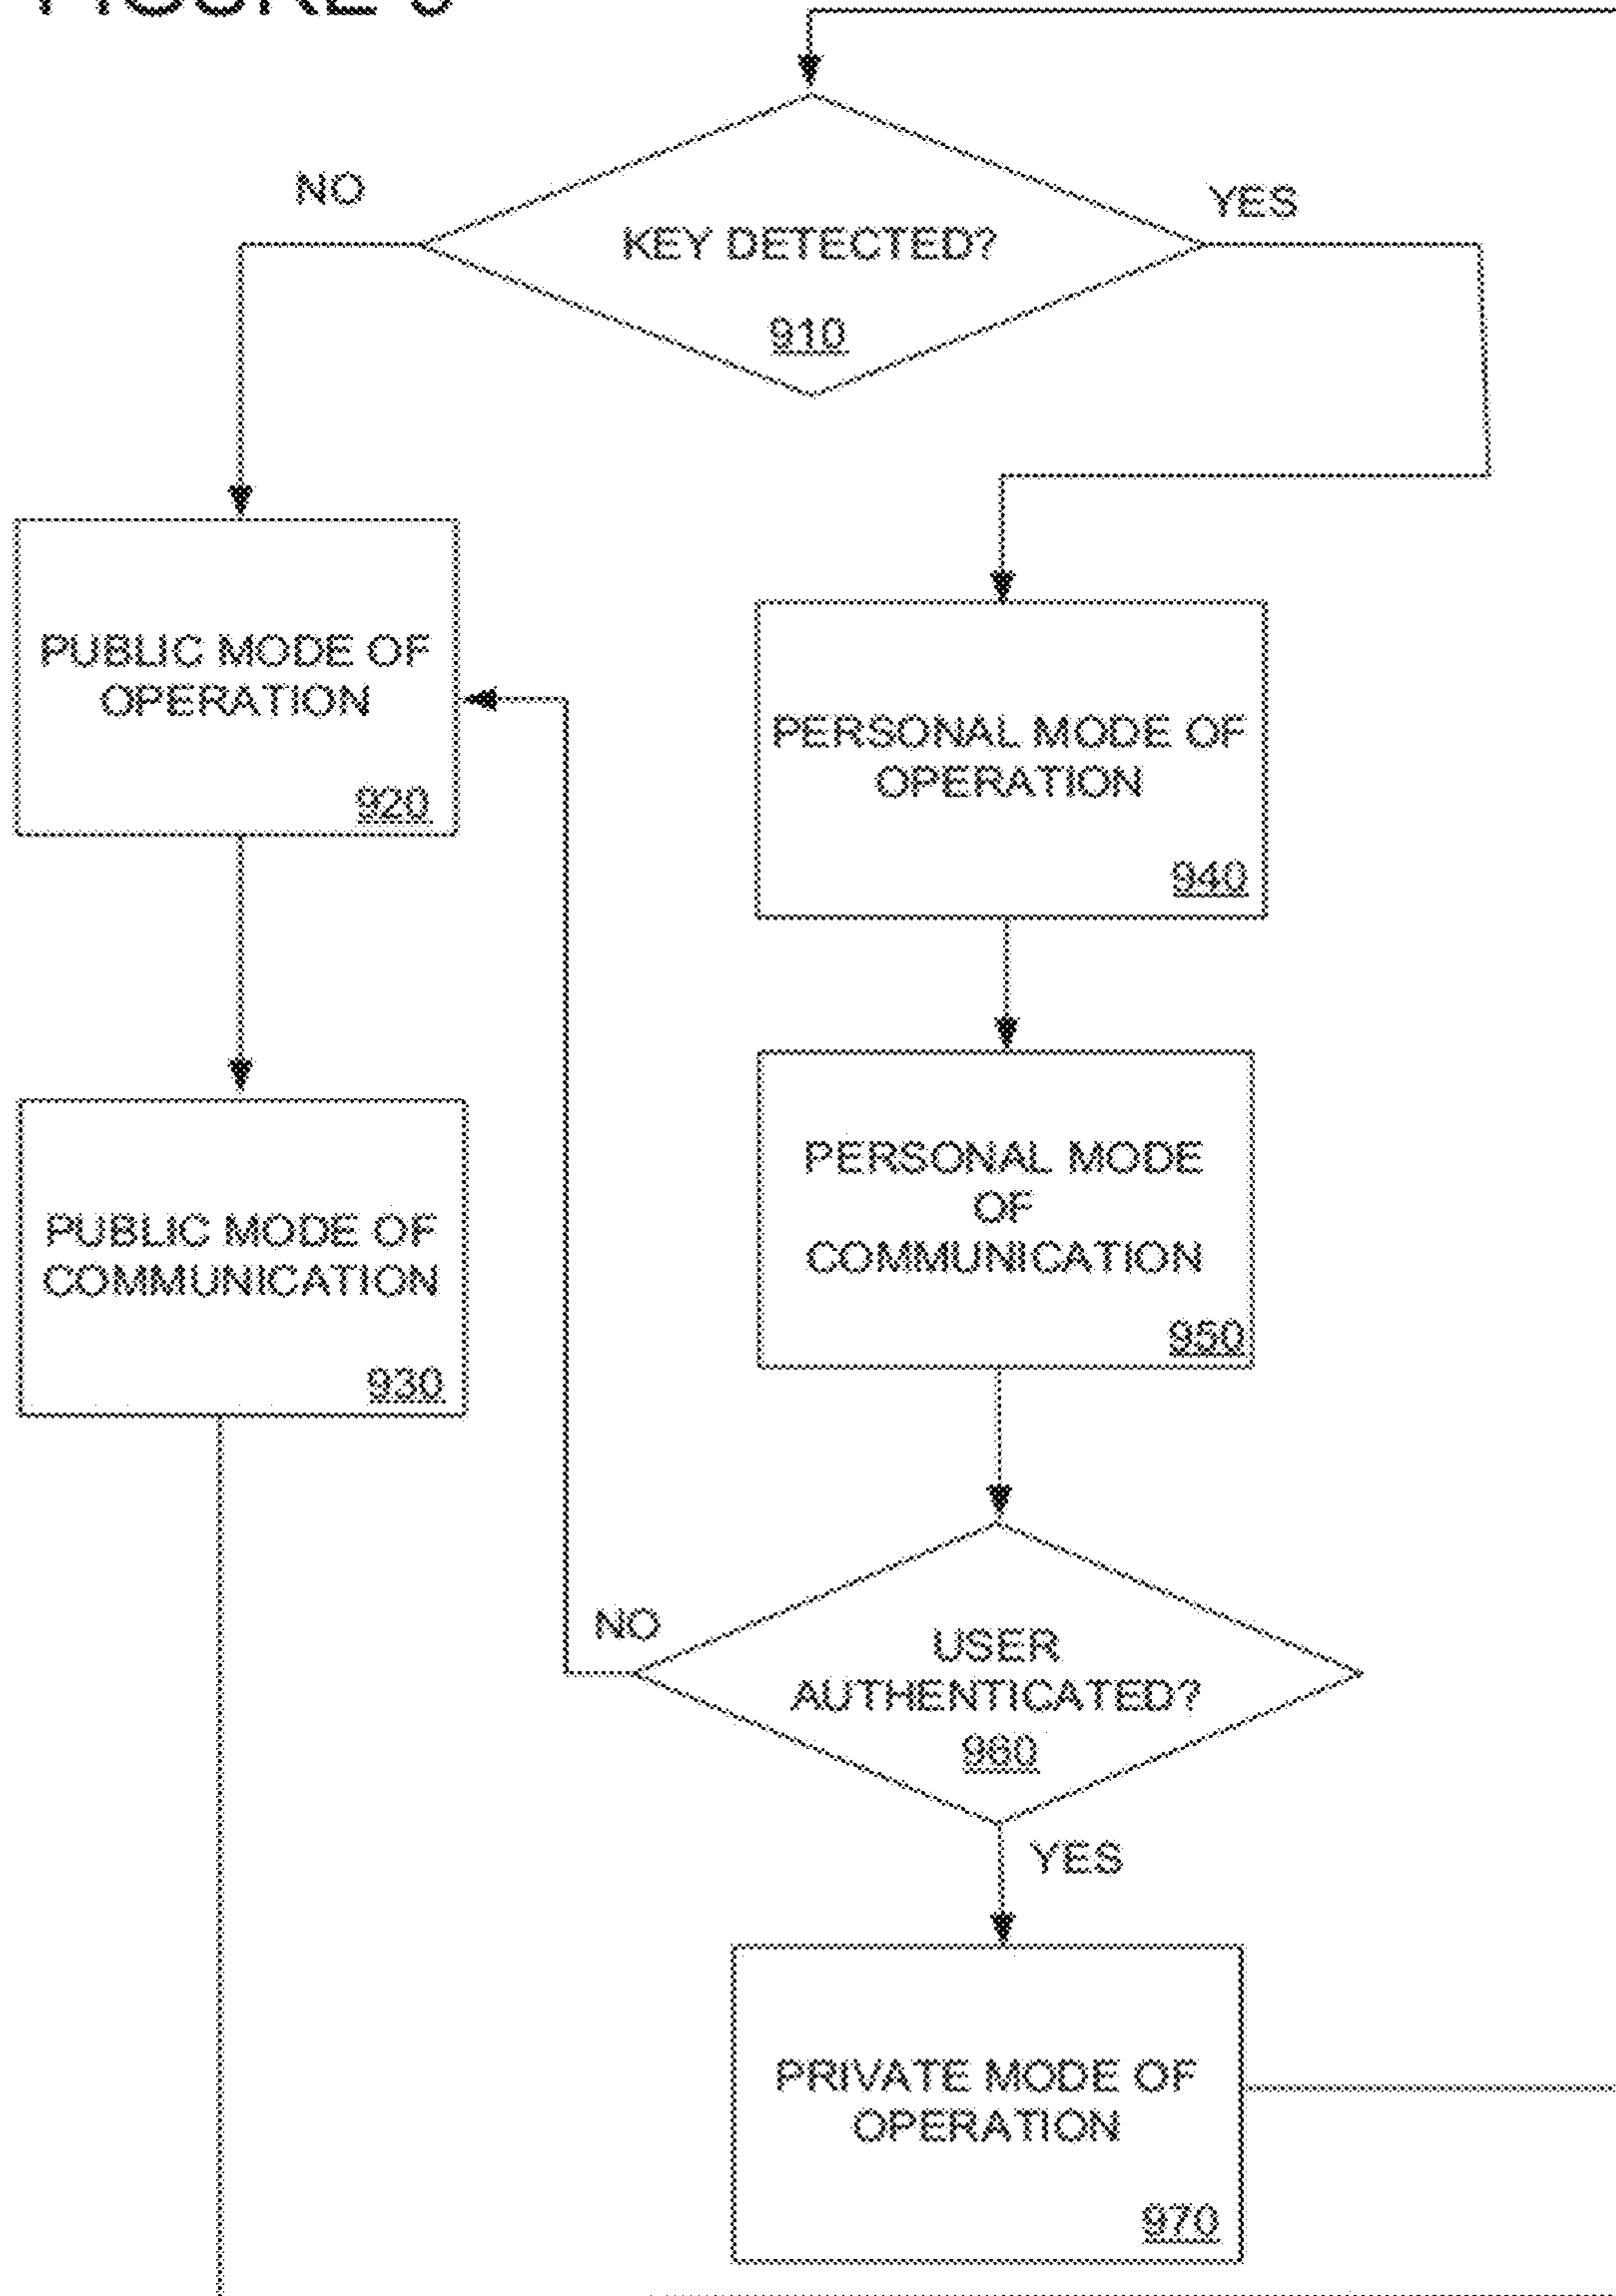 NO
YES
KEY DETECTED?
910
PUBLIC MODE OF
OPERATION
920
PERSONAL MODE OF
OPERATION
940
PERSONAL MODE
OF
COMMUNICATION
950
PUBLIC MODE OF
COMMUNICATION
930
NO
USER
AUTHENTICATED?
960
YES
PRIVATE MODE OF
OPERATION
970